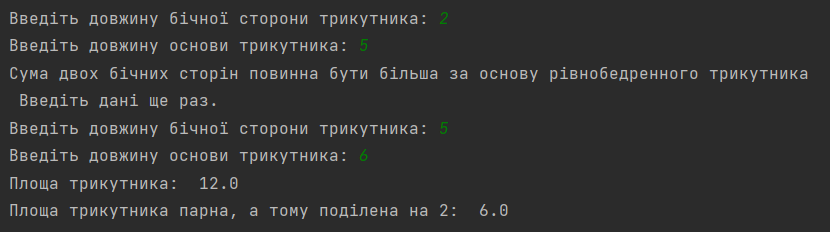 Введіть довжину бічної сторони трикутника: 2
Введіть довжину основи трикутника: 5
Сума двох бічних сторін повинна бути більша за основу рівнобедренного трикутника
Введіть дані ще раз.
Введіть довжину бічної сторони трикутника: 5
Введіть довжину основи трикутника: 6
Площа трикутника:  12.0
Площа трикутника парна, а тому поділена на 2:  6.0